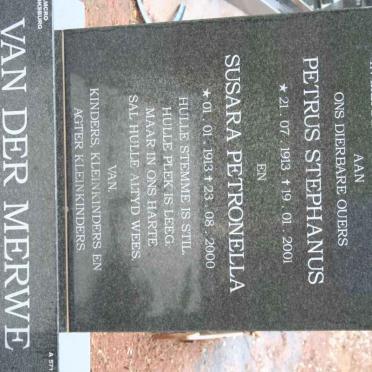 AAN
ONS DIERBARE OUERS
PETRUS STEPHANUS
★ 21. 07. 1913 † 19. 01. 2001
EN
SUSARA PETRONELLA
★ 01. 01. 1913 † 23. 08. 2000
HULLE STEMME IS STIL.
HULLE PLEK IS LEEG.
MAAR IN ONS HARTE
SAL HULLE ALTYD WEES.
VAN.
KINDERS, KLEINKINDERS EN
AGTER KLEINKINDERS.
VAN DER MERWE
A 571